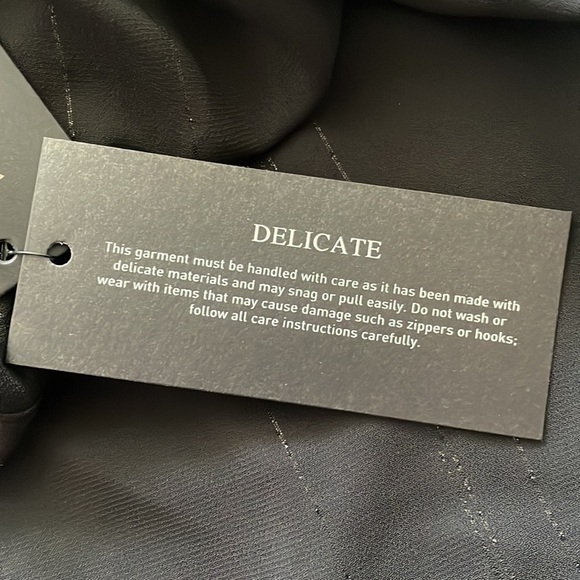 DELICATE
This garment must be handled with care as it has been made with
delicate materials and may snag or pull easily. Do not wash or
wear with items that may cause damage such as zippers or hooks;
follow all care instructions carefully.